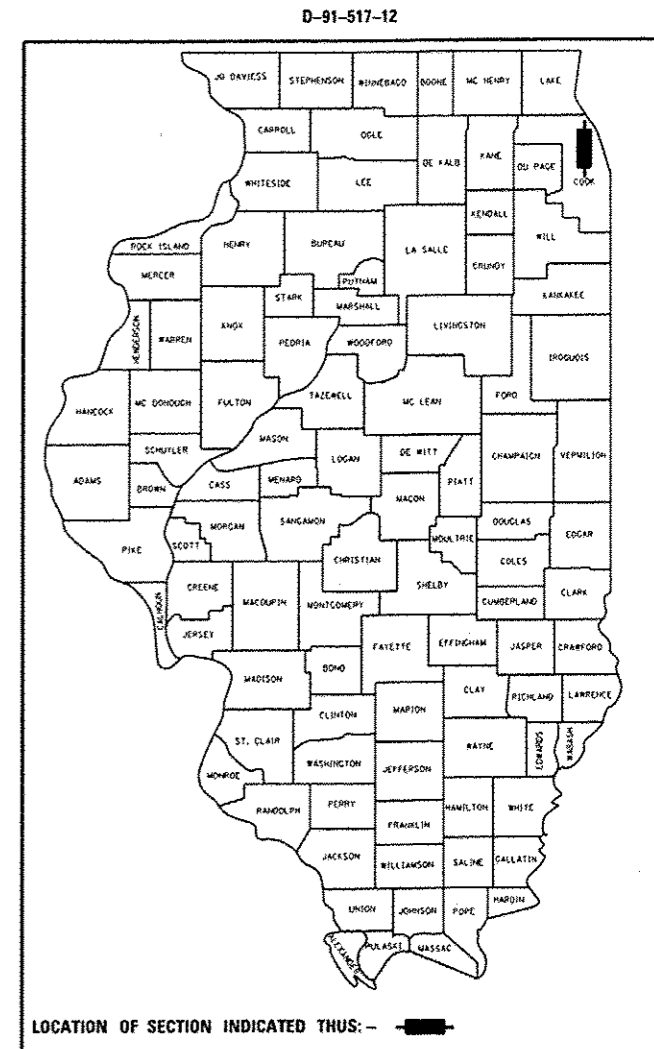 D-91-517-12
JO DAVIESS STEPHENSON WINNEBAGO BOONE MC HENRY LAKE
CARROLL OGLE
DE KALB KANE DU PAGE COOK
WHITESIDE LEE
KENDALL WILL
ROCK ISLAND HENRY BUREAU LA SALLE
MERCER PUTNAM GRUNDY
STARK MARSHALL KANKAKEE
HENDERSON WARREN KNOX PEORIA WOODFORD LIVINGSTON IROQUOIS
HANCOCK MC DONOUGH FULTON TAZEWELL MC LEAN FORD
MASON
SCHUYLER LOGAN DE WITT CHAMPAIGN VERMILION
ADAMS BROWN CASS MENARD PIATT
MACON
MORGAN SANGAMON DOUGLAS
PIKE SCOTT CHRISTIAN MOULTRIE EDGAR
COLES
GREENE SHELBY CLARK
CALHOUN MACOUPIN MONTGOMERY CUMBERLAND
JERSEY FAYETTE EFFINGHAM JASPER CRAWFORD
BOND
MADISON CLAY RICHLAND LAWRENCE
CLINTON MARION
ST. CLAIR WAYNE EDWARDS WABASH
WASHINGTON JEFFERSON
MONROE
RANDOLPH PERRY HAMILTON WHITE
FRANKLIN
JACKSON WILLIAMSON SALINE GALLATIN
HARDIN
UNION JOHNSON POPE
ALEXANDER PULASKI MASSAC
LOCATION OF SECTION INDICATED THUS: -